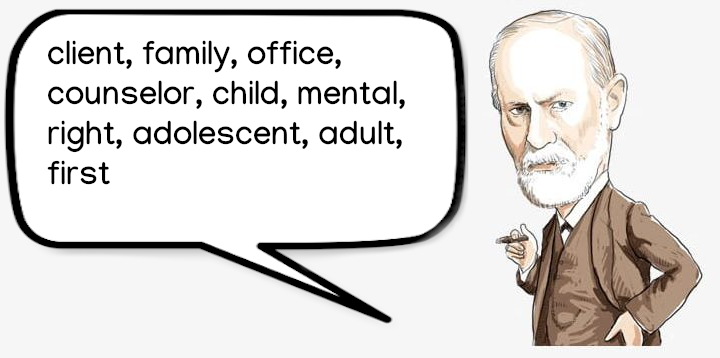 client, family, office,
counselor, child, mental,
right, adolescent, adult,
first